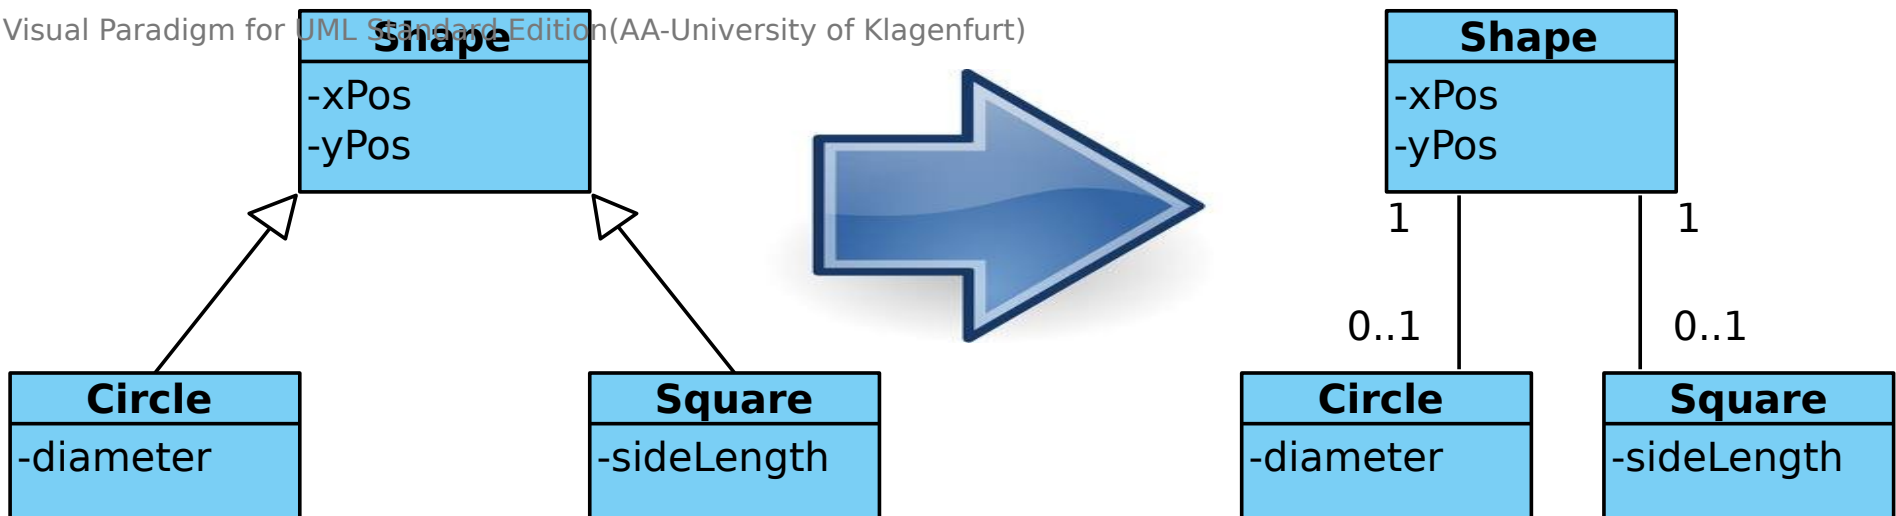 Visual Paradigm for UML Standard Edition(AA-University of Klagenfurt)
Shape
-xPos
-yPos
Circle
-diameter
Square
-sideLength
Shape
-xPos
-yPos
1
1
0..1
0..1
Circle
-diameter
Square
-sideLength